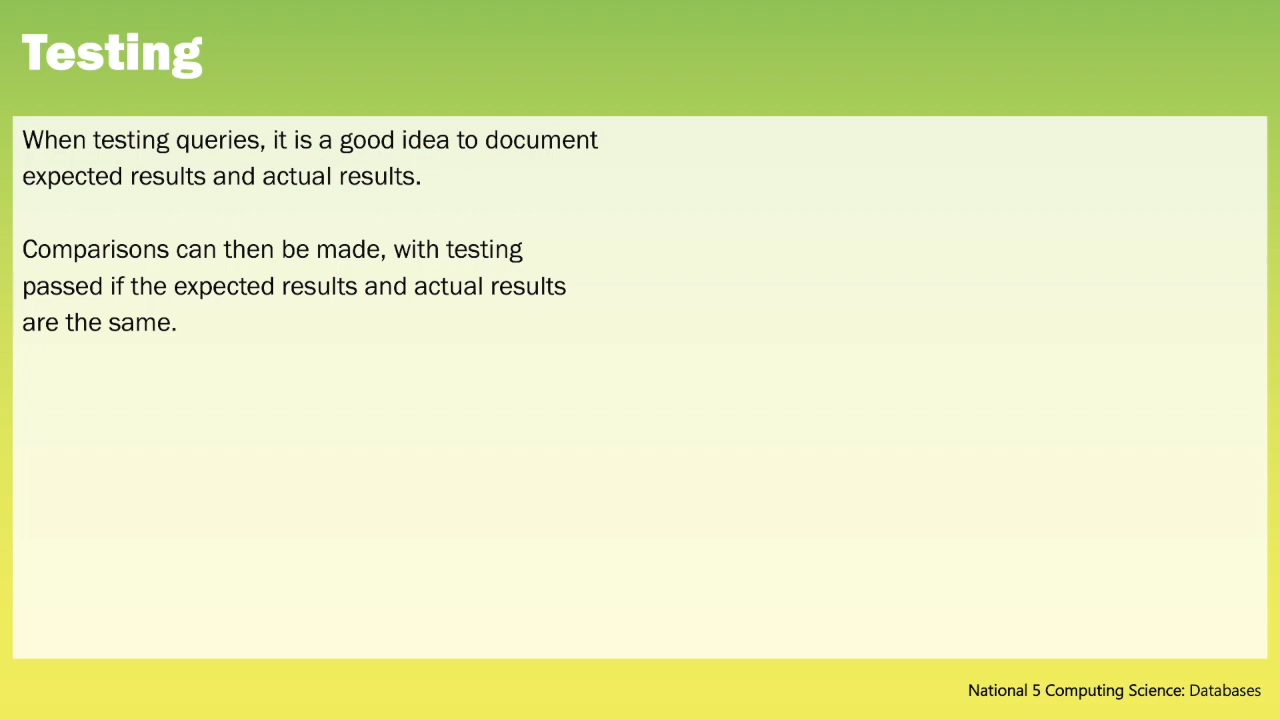 Testing
When testing queries, it is a good idea to document
expected results and actual results.
Comparisons can then be made, with testing
passed if the expected results and actual results
are the same.
National 5 Computing Science: Databases